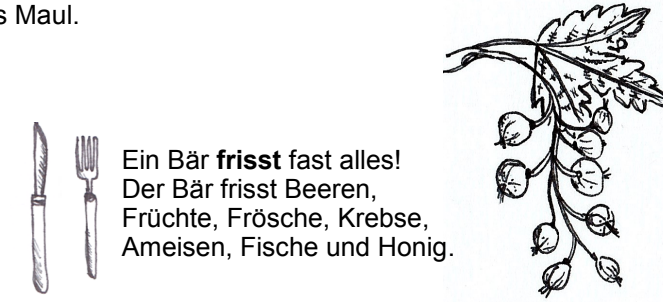 s Maul.
Ein Bär frisst fast alles!
Der Bär frisst Beeren,
Früchte, Frösche, Krebse,
Ameisen, Fische und Honig.